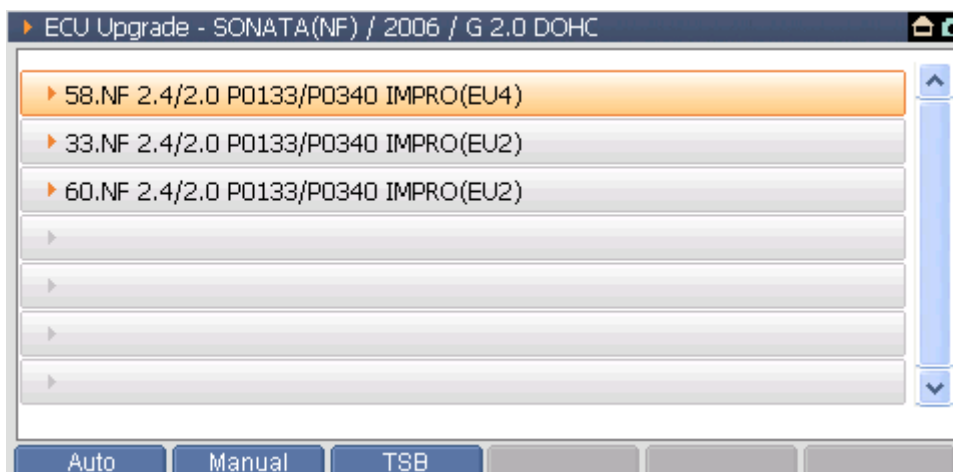 ECU Upgrade - SONATA(NF) / 2006 / G 2.0 DOHC
58.NF 2.4/2.0 P0133/P0340 IMPRO(EU4)
33.NF 2.4/2.0 P0133/P0340 IMPRO(EU2)
60.NF 2.4/2.0 P0133/P0340 IMPRO(EU2)
Auto Manual TSB